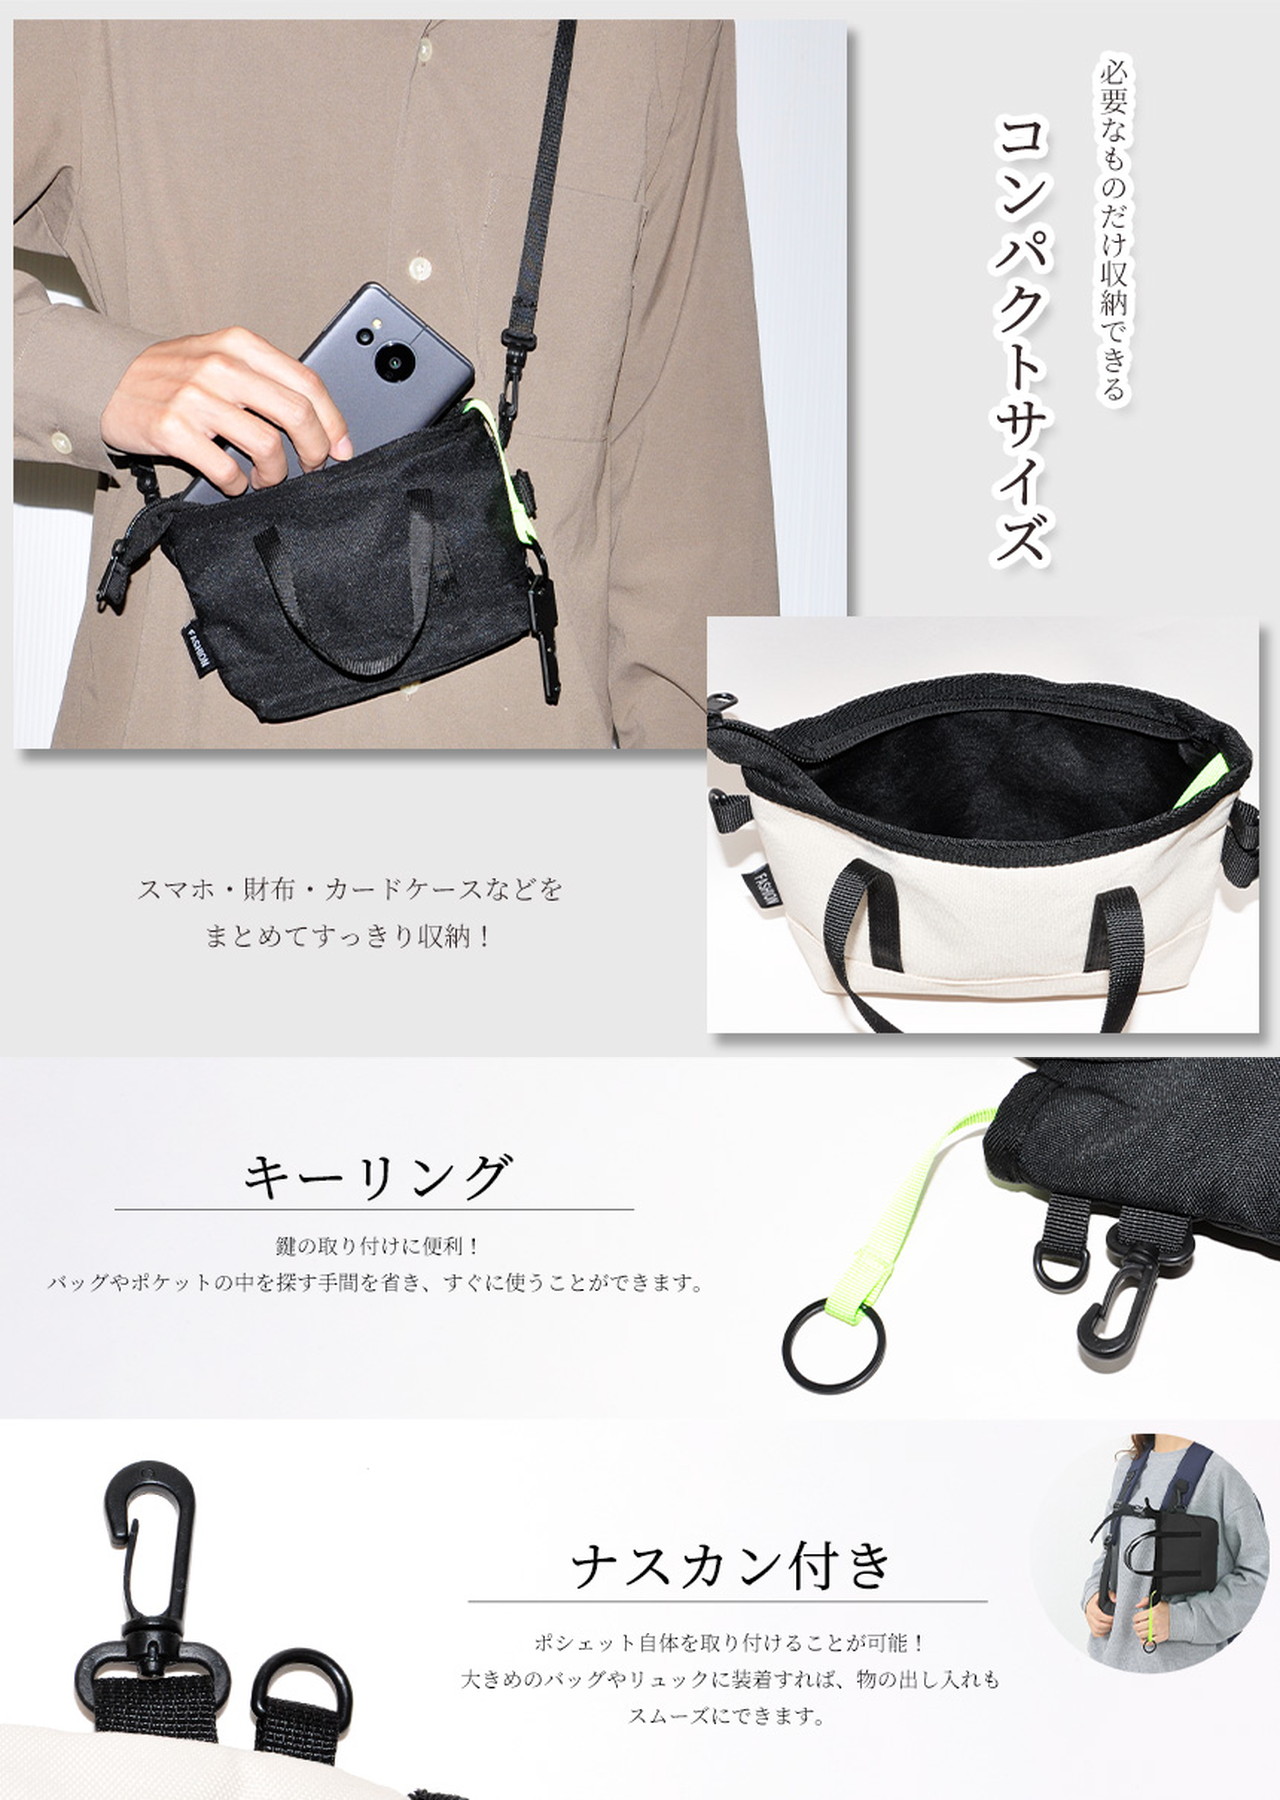 必要なものだけ収納できる
コンパクトサイズ
FASHION
FASHION
スマホ・財布・カードケースなどを
まとめてすっきり収納！
キーリング
鍵の取り付けに便利！
バッグやポケットの中を探す手間を省き、すぐに使うことができます。
ナスカン付き
ポシェット自体を取り付けることが可能！
大きめのバッグやリュックに装着すれば、物の出し入れも
スムーズにできます。